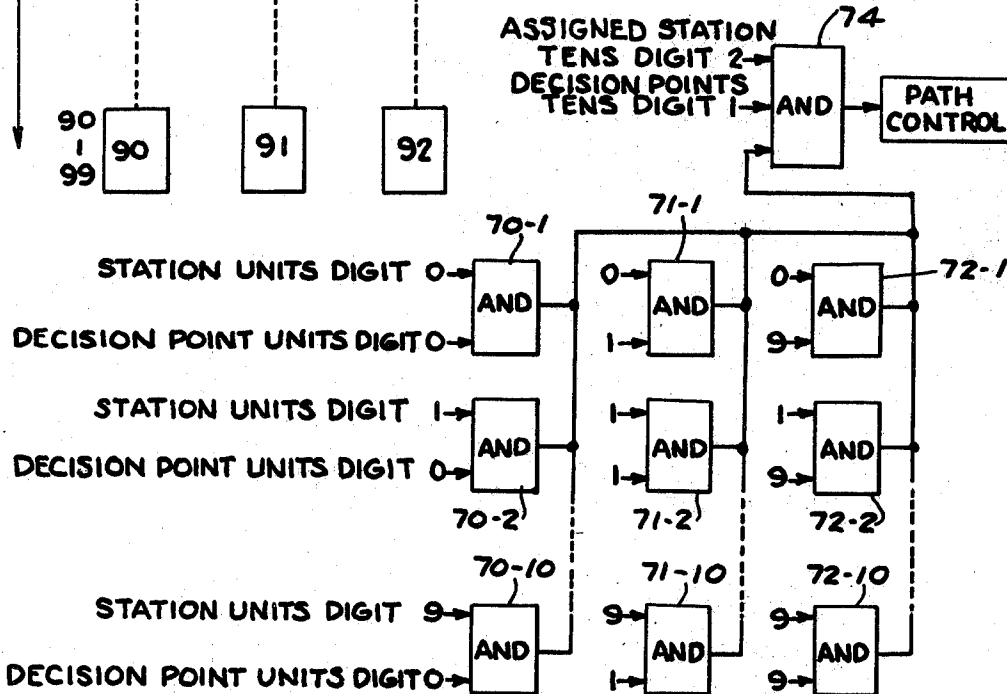 ASSIGNED STATION 74
TENS DIGIT 2
DECISION POINTS
TENS DIGIT 1 AND PATH
CONTROL
90
1
99
90 91 92
70-1 71-1
STATION UNITS DIGIT 0 0 0 72-1
AND AND AND
DECISION POINT UNITS DIGIT 0 1 9
STATION UNITS DIGIT 1 1 1
AND AND AND
DECISION POINT UNITS DIGIT 0 1 9
70-2 71-2 72-2
70-10 71-10 72-10
STATION UNITS DIGIT 9 9 9
AND AND AND
DECISION POINT UNITS DIGIT 0 1 9